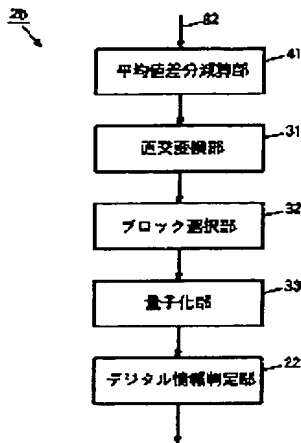 2b
82
平均値差分減算部
41
直交変換部
31
ブロック選択部
32
量子化部
33
デジタル情報判定部
22